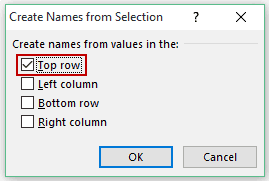 Create Names from Selection ? ×
Create names from values in the:
Top row
Left column
Bottom row
Right column
OK Cancel